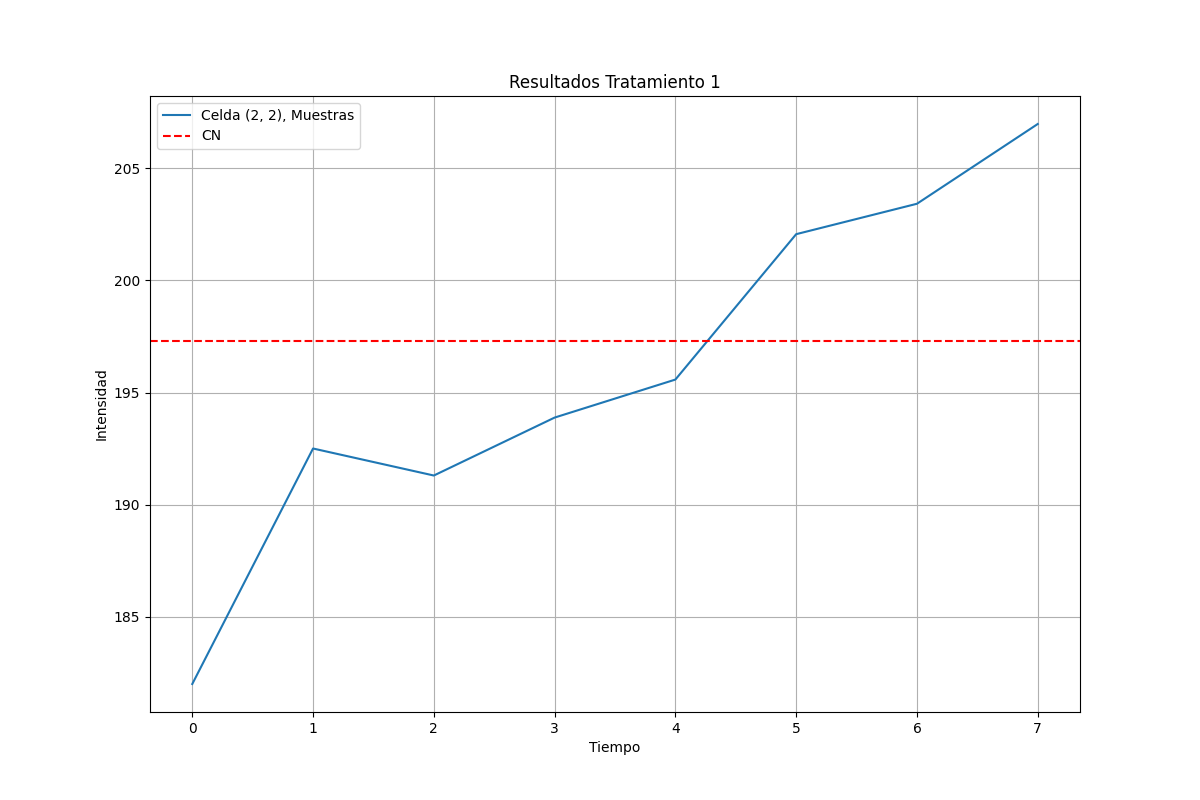 Resultados Tratamiento 1
Celda (2, 2), Muestras
CN
205
200
195
190
185
Intensidad
0 1 2 3 4 5 6 7
Tiempo